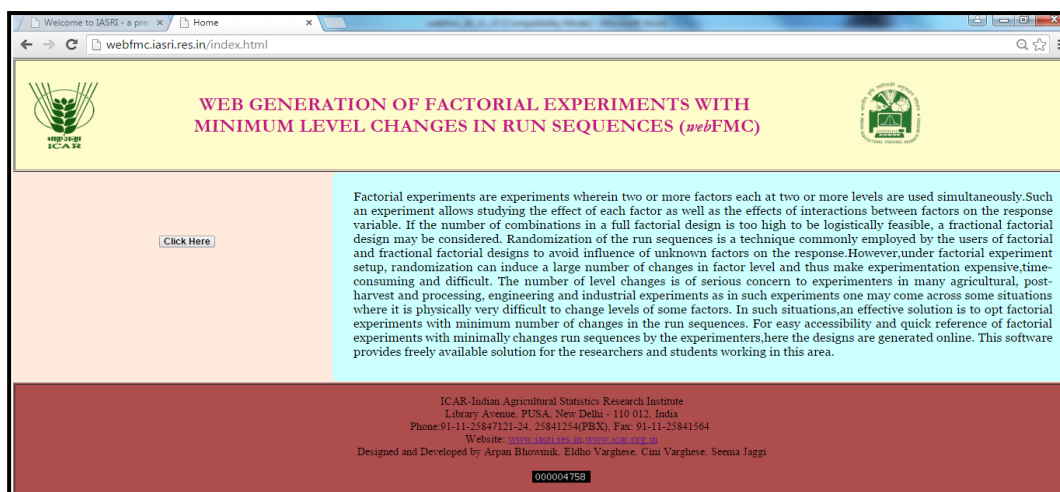 Welcome to IASRI - a pre:
Home
webfmc.iasri.res.in/index.html
ICAR
WEB GENERATION OF FACTORIAL EXPERIMENTS WITH
MINIMUM LEVEL CHANGES IN RUN SEQUENCES (webFMC)
Click Here
Factorial experiments are experiments wherein two or more factors each at two or more levels are used simultaneously.Such
an experiment allows studying the effect of each factor as well as the effects of interactions between factors on the response
variable. If the number of combinations in a full factorial design is too high to be logistically feasible, a fractional factorial
design may be considered. Randomization of the run sequences is a technique commonly employed by the users of factorial
and fractional factorial designs to avoid influence of unknown factors on the response.However,under factorial experiment
setup, randomization can induce a large number of changes in factor level and thus make experimentation expensive,time-
consuming and difficult. The number of level changes is of serious concern to experimenters in many agricultural, post-
harvest and processing, engineering and industrial experiments as in such experiments one may come across some situations
where it is physically very difficult to change levels of some factors. In such situations,an effective solution is to opt factorial
experiments with minimum number of changes in the run sequences. For easy accessibility and quick reference of factorial
experiments with minimally changes run sequences by the experimenters,here the designs are generated online. This software
provides freely available solution for the researchers and students working in this area.
ICAR-Indian Agricultural Statistics Research Institute
Library Avenue, PUSA, New Delhi - 110 012, India
Phone:91-11-25847121-24, 25841254(PBX), Fax: 91-11-25841564
Website: www.iasri.res.in,www.icar.org.in
Designed and Developed by Arpan Bhowmik, Eldho Varghese, Cini Varghese, Seema Jaggi
000004758